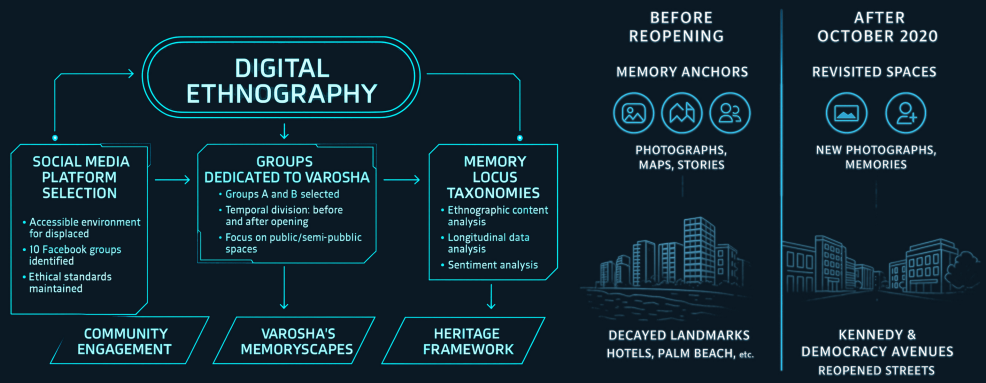 DIGITAL
ETHNOGRAPHY
SOCIAL MEDIA
PLATFORM
SELECTION
• Accessible environment
for displaced
• 10 Facebook groups
identified
• Ethical standards
maintained
GROUPS
DEDICATED TO VAROSHA
• Groups A and B selected
• Temporal division: before
and after opening
• Focus on public/semi-pubblic
spaces
MEMORY
LOCUS
TAXONOMIES
• Ethnographic content
analysis
• Longitudinal data
analysis
• Sentiment analysis
COMMUNITY
ENGAGEMENT
VAROSHA'S
MEMORYSCAPES
HERITAGE
FRAMEWORK
BEFORE
REOPENING
MEMORY ANCHORS
PHOTOGRAPHS,
MAPS, STORIES
DECAYED LANDMARKS
HOTELS, PALM BEACH, etc.
AFTER
OCTOBER 2020
REVISITED SPACES
NEW PHOTOGRAPHS,
MEMORIES
KENNEDY &
DEMOCRACY AVENUES
REOPENED STREETS